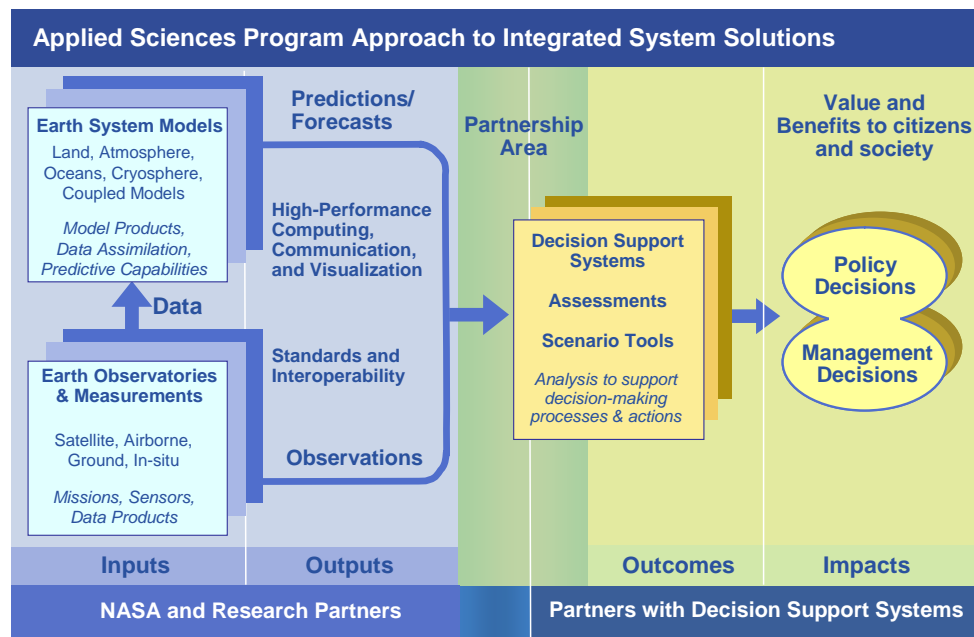 Applied Sciences Program Approach to Integrated System Solutions
Earth System Models
Land, Atmosphere,
Oceans, Cryosphere,
Coupled Models
Model Products,
Data Assimilation,
Predictive Capabilities
Data
Earth Observatories
& Measurements
Satellite, Airborne,
Ground, In-situ
Missions, Sensors,
Data Products
Predictions/
Forecasts
High-Performance
Computing,
Communication,
and Visualization
Standards and
Interoperability
Observations
Partnership
Area
Decision Support
Systems
Assessments
Scenario Tools
Analysis to support
decision-making
processes & actions
Value and
Benefits to citizens
and society
Policy
Decisions
Management
Decisions
Inputs
Outputs
Outcomes
Impacts
NASA and Research Partners
Partners with Decision Support Systems